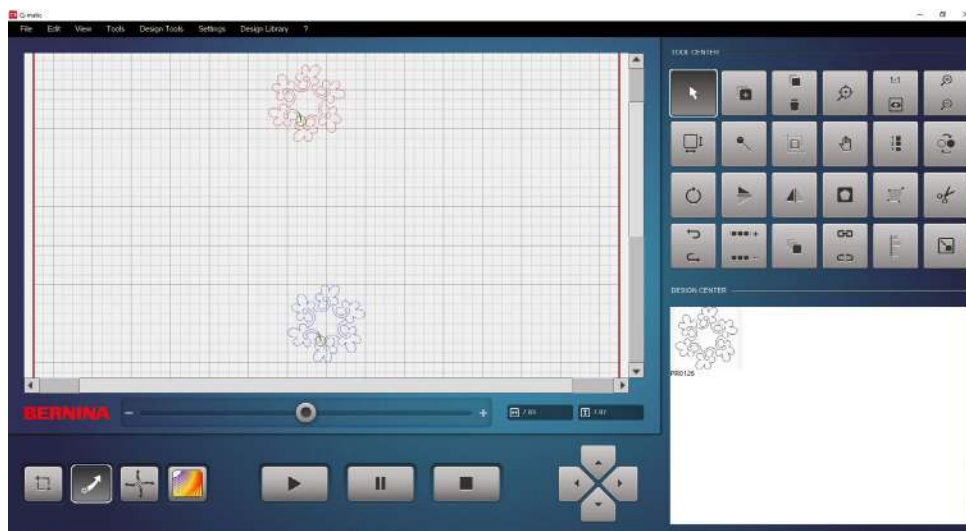 Q-matic
File Edit View Tools Design Tools Settings Design Library ?
TOOL CENTER
1:1
DESIGN CENTER
PR0126
BERNINA